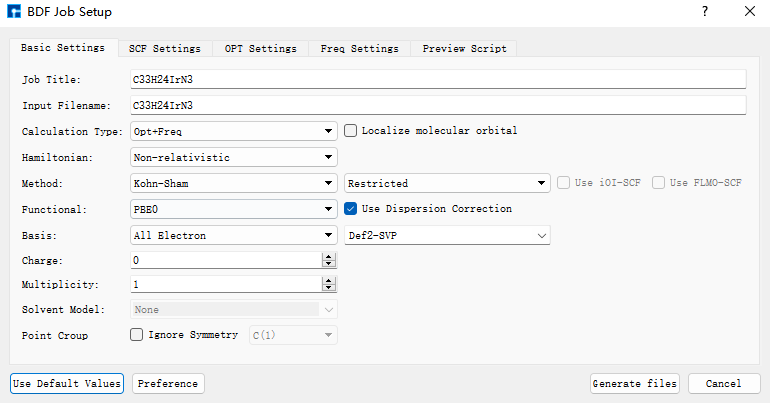 BDF Job Setup
Basic Settings SCF Settings OPT Settings Freq Settings Preview Script
Job Title: C33H24IrN3
Input Filename: C33H24IrN3
Calculation Type: Opt+Freq Localize molecular orbital
Hamiltonian: Non-relativistic
Method: Kohn-Sham Restricted Use iOI-SCF Use FLMO-SCF
Functional: PBE0 Use Dispersion Correction
Basis: All Electron Def2-SVP
Charge: 0
Multiplicity: 1
Solvent Model: None
Point Croup Ignore Symmetry C(1)
Use Default Values Preference Generate files Cancel